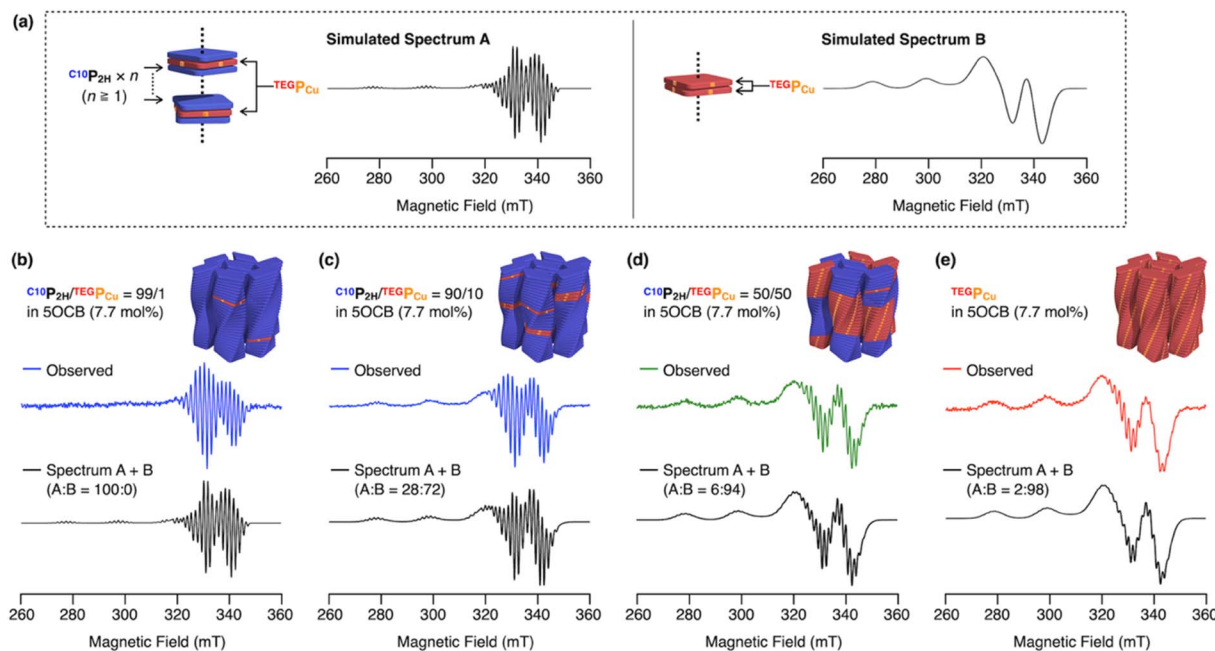 (a)
Simulated Spectrum A
C10P2H × n
(n ≧ 1)
TEGPCu
260 280 300 320 340 360
Magnetic Field (mT)
Simulated Spectrum B
TEGPCu
260 280 300 320 340 360
Magnetic Field (mT)
(b)
C10P2H/TEGPCu = 99/1
in 5OCB (7.7 mol%)
Observed
Spectrum A + B
(A:B = 100:0)
260 280 300 320 340 360
Magnetic Field (mT)
(c)
C10P2H/TEGPCu = 90/10
in 5OCB (7.7 mol%)
Observed
Spectrum A + B
(A:B = 28:72)
260 280 300 320 340 360
Magnetic Field (mT)
(d)
C10P2H/TEGPCu = 50/50
in 5OCB (7.7 mol%)
Observed
Spectrum A + B
(A:B = 6:94)
260 280 300 320 340 360
Magnetic Field (mT)
(e)
TEGPCu
in 5OCB (7.7 mol%)
Observed
Spectrum A + B
(A:B = 2:98)
260 280 300 320 340 360
Magnetic Field (mT)